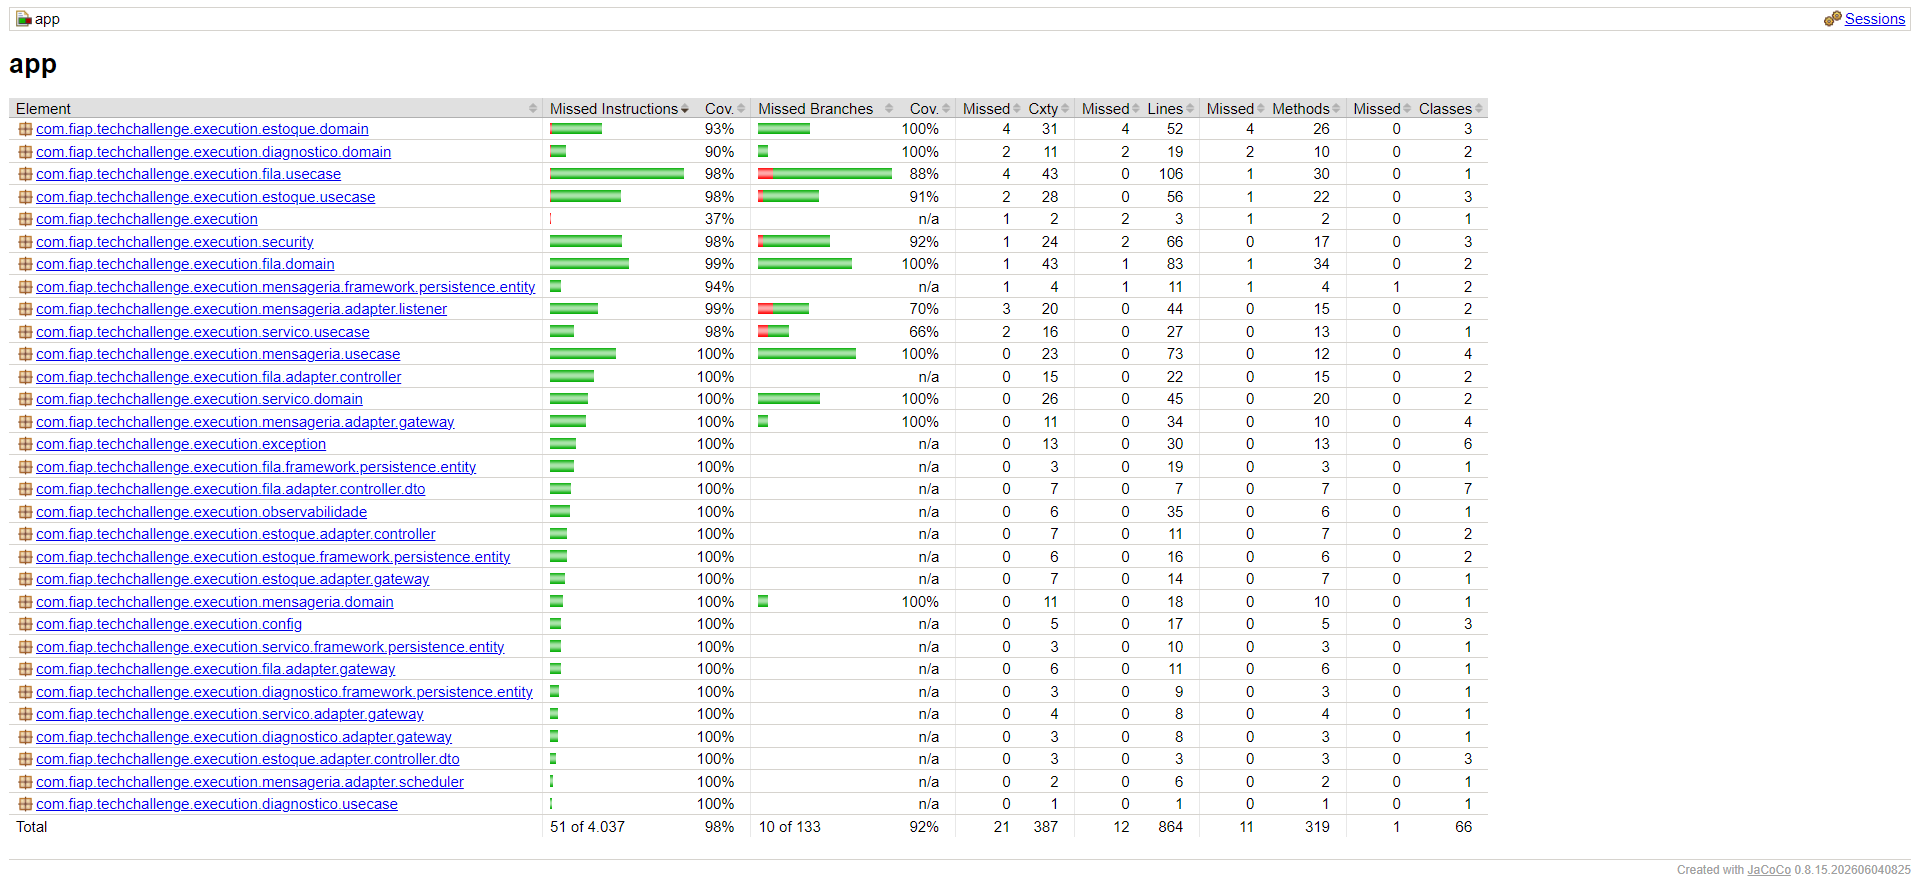 app Sessions
app
Element Missed Instructions Cov. Missed Branches Cov. Missed Cxty Missed Lines Missed Methods Missed Classes
com.fiap.techchallenge.execution.estoque.domain 93% 100% 4 31 4 52 4 26 0 3
com.fiap.techchallenge.execution.diagnostico.domain 90% 100% 2 11 2 19 2 10 0 2
com.fiap.techchallenge.execution.fila.usecase 98% 88% 4 43 0 106 1 30 0 1
com.fiap.techchallenge.execution.estoque.usecase 98% 91% 2 28 0 56 1 22 0 3
com.fiap.techchallenge.execution 37% n/a 1 2 2 3 1 2 0 1
com.fiap.techchallenge.execution.security 98% 92% 1 24 2 66 0 17 0 3
com.fiap.techchallenge.execution.fila.domain 99% 100% 1 43 1 83 1 34 0 2
com.fiap.techchallenge.execution.mensageria.framework.persistence.entity 94% n/a 1 4 1 11 1 4 1 2
com.fiap.techchallenge.execution.mensageria.adapter.listener 99% 70% 3 20 0 44 0 15 0 2
com.fiap.techchallenge.execution.servico.usecase 98% 66% 2 16 0 27 0 13 0 1
com.fiap.techchallenge.execution.mensageria.usecase 100% 100% 0 23 0 73 0 12 0 4
com.fiap.techchallenge.execution.fila.adapter.controller 100% n/a 0 15 0 22 0 15 0 2
com.fiap.techchallenge.execution.servico.domain 100% 100% 0 26 0 45 0 20 0 2
com.fiap.techchallenge.execution.mensageria.adapter.gateway 100% 100% 0 11 0 34 0 10 0 4
com.fiap.techchallenge.execution.exception 100% n/a 0 13 0 30 0 13 0 6
com.fiap.techchallenge.execution.fila.framework.persistence.entity 100% n/a 0 3 0 19 0 3 0 1
com.fiap.techchallenge.execution.fila.adapter.controller.dto 100% n/a 0 7 0 7 0 7 0 7
com.fiap.techchallenge.execution.observabilidade 100% n/a 0 6 0 35 0 6 0 1
com.fiap.techchallenge.execution.estoque.adapter.controller 100% n/a 0 7 0 11 0 7 0 2
com.fiap.techchallenge.execution.estoque.framework.persistence.entity 100% n/a 0 6 0 16 0 6 0 2
com.fiap.techchallenge.execution.estoque.adapter.gateway 100% n/a 0 7 0 14 0 7 0 1
com.fiap.techchallenge.execution.mensageria.domain 100% 100% 0 11 0 18 0 10 0 1
com.fiap.techchallenge.execution.config 100% n/a 0 5 0 17 0 5 0 3
com.fiap.techchallenge.execution.servico.framework.persistence.entity 100% n/a 0 3 0 10 0 3 0 1
com.fiap.techchallenge.execution.fila.adapter.gateway 100% n/a 0 6 0 11 0 6 0 1
com.fiap.techchallenge.execution.diagnostico.framework.persistence.entity 100% n/a 0 3 0 9 0 3 0 1
com.fiap.techchallenge.execution.servico.adapter.gateway 100% n/a 0 4 0 8 0 4 0 1
com.fiap.techchallenge.execution.diagnostico.adapter.gateway 100% n/a 0 3 0 8 0 3 0 1
com.fiap.techchallenge.execution.estoque.adapter.controller.dto 100% n/a 0 3 0 3 0 3 0 3
com.fiap.techchallenge.execution.mensageria.adapter.scheduler 100% n/a 0 2 0 6 0 2 0 1
com.fiap.techchallenge.execution.diagnostico.usecase 100% n/a 0 1 0 1 0 1 0 1
Total 51 of 4.037 98% 10 of 133 92% 21 387 12 864 11 319 1 66
Created with JaCoCo 0.8.15.202606040825